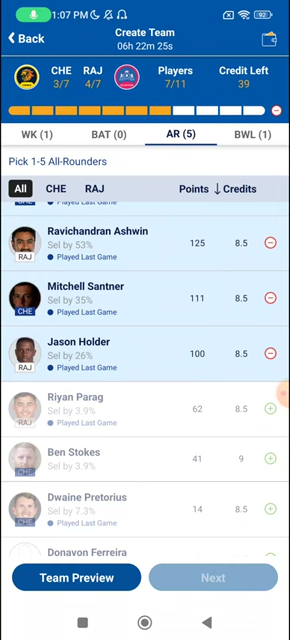 1:07 PM
92
Back
Create Team
06h 22m 25s
CHE RAJ Players Credit Left
3/7 4/7 7/11 39
WK (1) BAT (0) AR (5) BWL (1)
Pick 1-5 All-Rounders
All CHE RAJ Points ↓ Credits
CHE Played Last Game
Ravichandran Ashwin
Sel by 53% 125 8.5
RAJ Played Last Game
Mitchell Santner
Sel by 35% 111 8.5
CHE Played Last Game
Jason Holder
Sel by 26% 100 8.5
RAJ Played Last Game
Riyan Parag
Sel by 3.9% 62 8.5
RAJ Played Last Game
Ben Stokes
Sel by 3.9% 41 9
CHE
Dwaine Pretorius
Sel by 7.3% 14 8.5
CHE Played Last Game
Donavon Ferreira
Team Preview Next